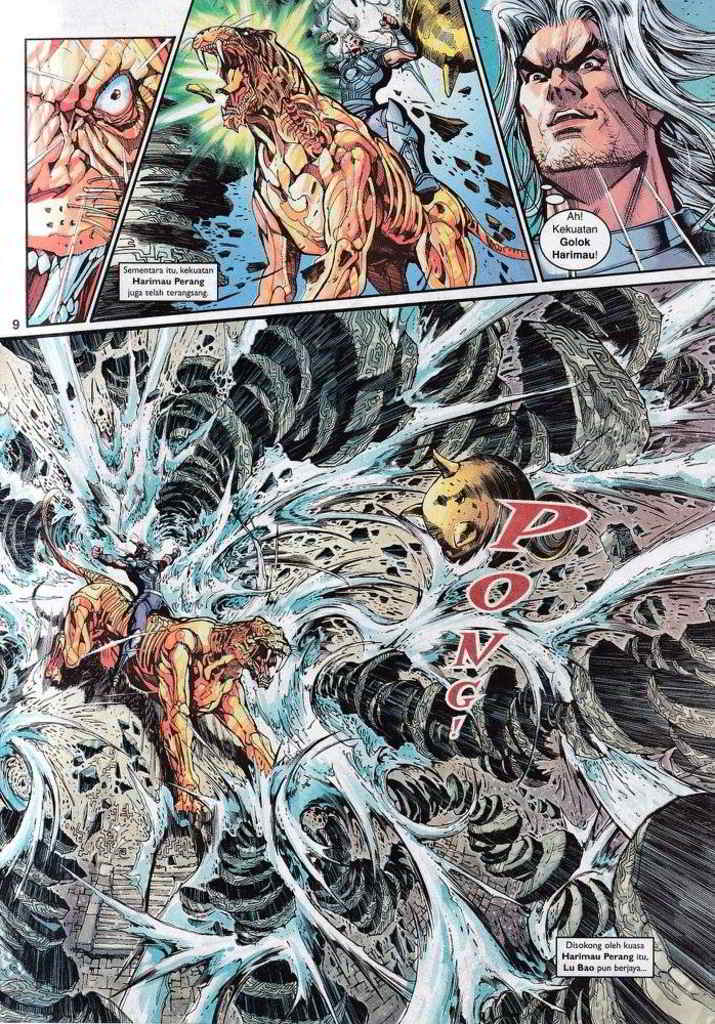 Sementara itu, kekuatan
Harimau Perang
juga telah terangsang.
Ah!
Kekuatan
Golok
Harimau!
9
PONG!
Disokong oleh kuasa
Harimau Perang itu,
Lu Bao pun berjaya...